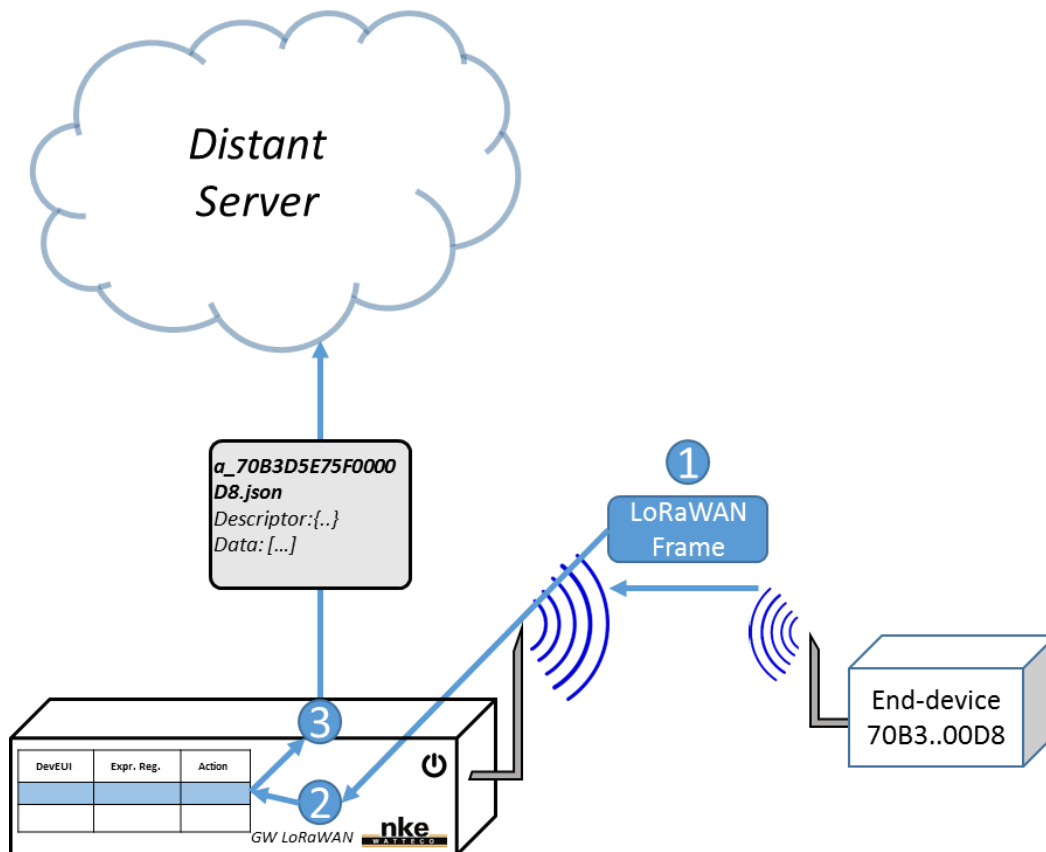 Distant
Server
a_70B3D5E75F0000
D8.json
Descriptor:{..}
Data: [...]
1
LoRaWAN
Frame
End-device
70B3..00D8
3
DevEUI Expr. Reg. Action
2
GW LoRaWAN
nke
WATTECO